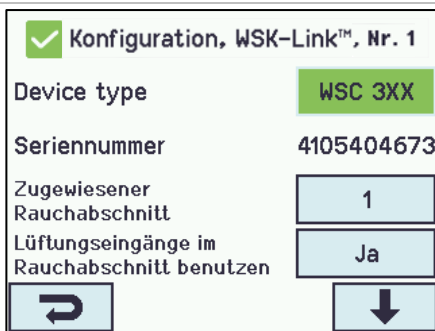 Konfiguration, WSK-Link™, Nr. 1
Device type WSC 3XX
Seriennummer 4105404673
Zugewiesener
Rauchabschnitt 1
Lüftungseingänge im
Rauchabschnitt benutzen Ja